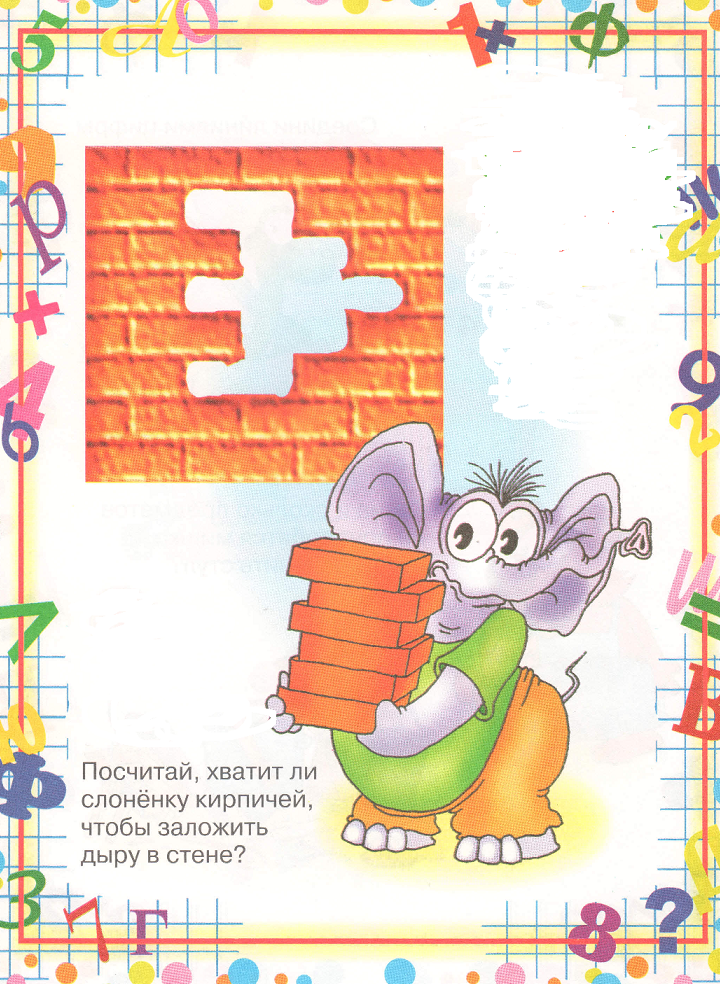 Посчитай, хватит ли
слонёнку кирпичей,
чтобы заложить
дыру в стене?